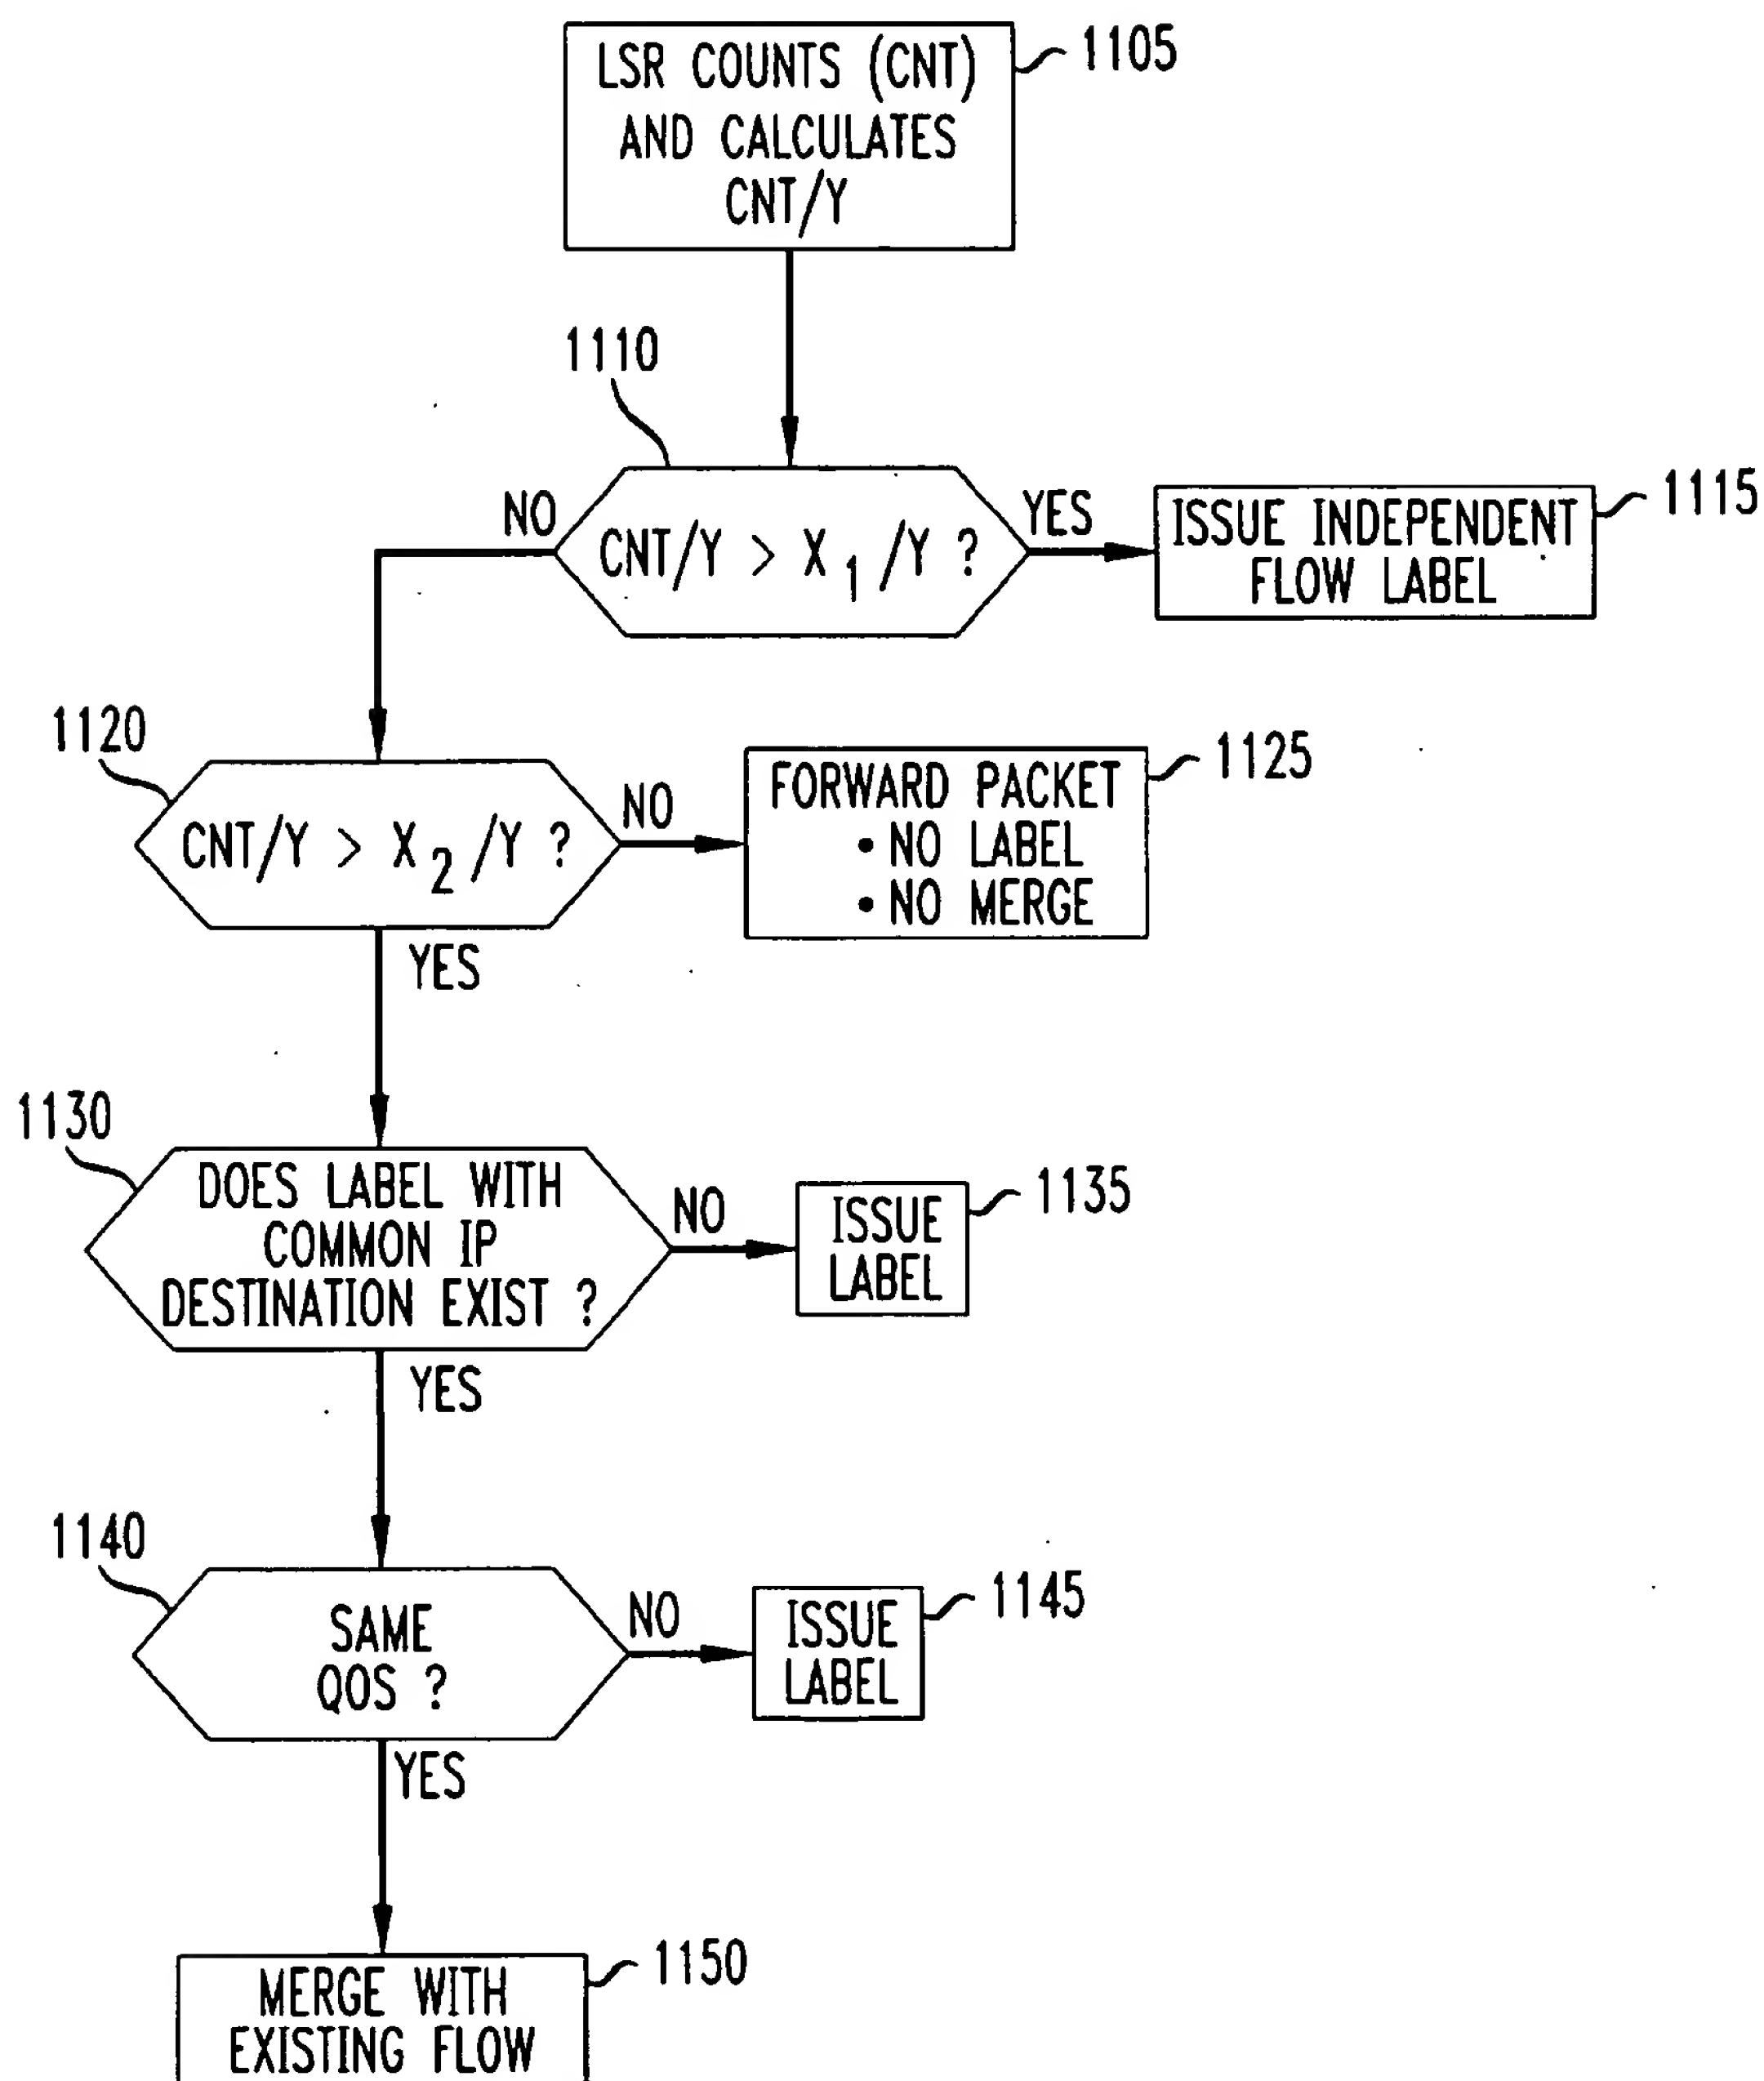 LSR COUNTS (CNT)
AND CALCULATES
CNT/Y
1105
1110
NO
CNT/Y > X1/Y ?
YES
ISSUE INDEPENDENT
FLOW LABEL
1115
1120
CNT/Y > X2/Y ?
NO
FORWARD PACKET
• NO LABEL
• NO MERGE
1125
YES
1130
DOES LABEL WITH
COMMON IP
DESTINATION EXIST ?
NO
ISSUE
LABEL
1135
YES
1140
SAME
QOS ?
NO
ISSUE
LABEL
1145
YES
MERGE WITH
EXISTING FLOW
1150